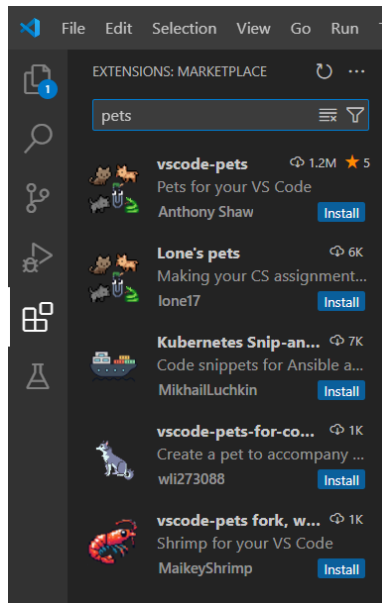 File Edit Selection View Go Run
EXTENSIONS: MARKETPLACE
1
pets
vscode-pets 1.2M 5
Pets for your VS Code
Anthony Shaw Install
Lone's pets 6K
Making your CS assignment...
lone17 Install
Kubernetes Snip-an... 7K
Code snippets for Ansible a...
MikhailLuchkin Install
vscode-pets-for-co... 1K
Create a pet to accompany ...
wli273088 Install
vscode-pets fork, w... 1K
Shrimp for your VS Code
MaikeyShrimp Install